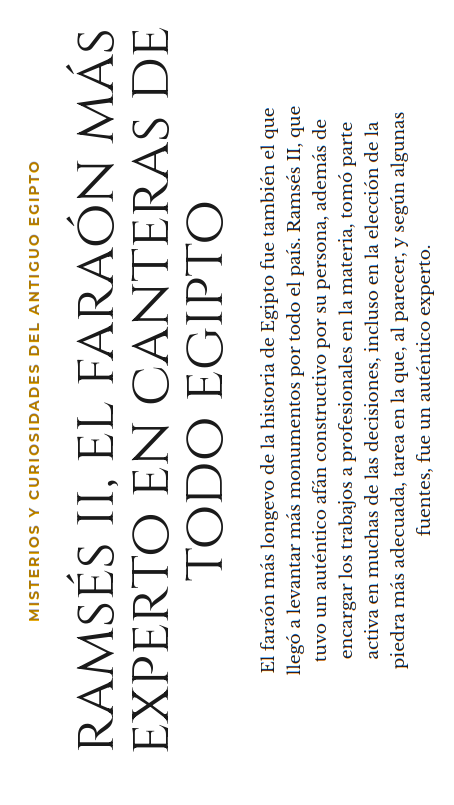 MISTERIOS Y CURIOSIDADES DEL ANTIGUO EGIPTO
RAMSÉS II, EL FARAÓN MÁS
EXPERTO EN CANTERAS DE
TODO EGIPTO
El faraón más longevo de la historia de Egipto fue también el que
llegó a levantar más monumentos por todo el país. Ramsés II, que
tuvo un auténtico afán constructivo por su persona, además de
encargar los trabajos a profesionales en la materia, tomó parte
activa en muchas de las decisiones, incluso en la elección de la
piedra más adecuada, tarea en la que, al parecer, y según algunas
fuentes, fue un auténtico experto.